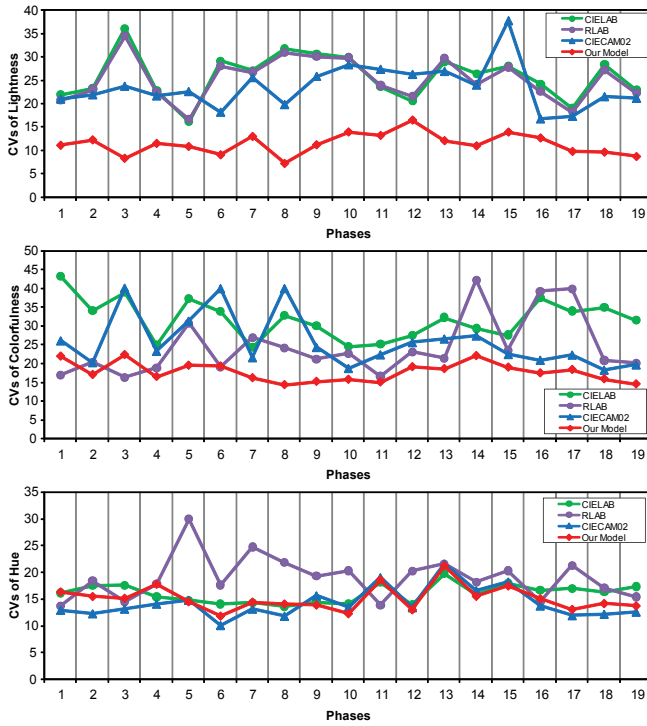 40
35
30
25
20
15
10
5
0
CVs of Lightness
CIELAB
RLAB
CIECAM02
Our Model
1 2 3 4 5 6 7 8 9 10 11 12 13 14 15 16 17 18 19
Phases
50
45
40
35
30
25
20
15
10
5
0
CVs of Colorfulness
CIELAB
RLAB
CIECAM02
Our Model
1 2 3 4 5 6 7 8 9 10 11 12 13 14 15 16 17 18 19
Phases
35
30
25
20
15
10
5
0
CVs of Hue
CIELAB
RLAB
CIECAM02
Our Model
1 2 3 4 5 6 7 8 9 10 11 12 13 14 15 16 17 18 19
Phases